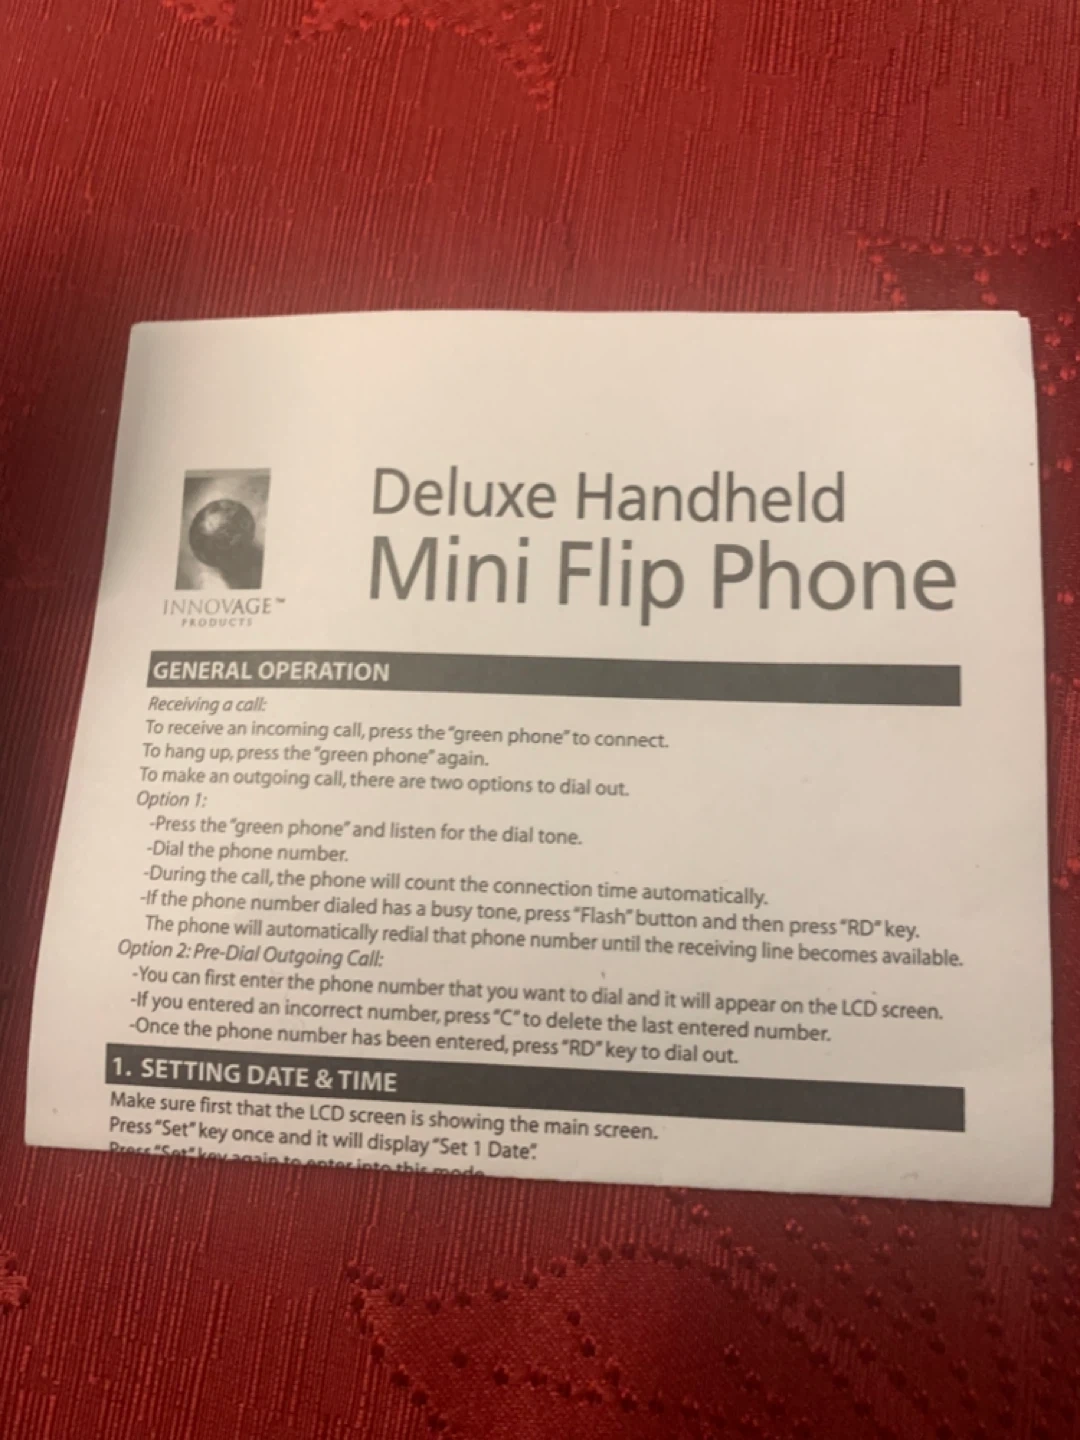 Deluxe Handheld
Mini Flip Phone
INNOVAGE™
PRODUCTS
GENERAL OPERATION
Receiving a call:
To receive an incoming call, press the "green phone" to connect.
To hang up, press the "green phone" again.
To make an outgoing call, there are two options to dial out.
Option 1:
-Press the "green phone" and listen for the dial tone.
-Dial the phone number.
-During the call, the phone will count the connection time automatically.
-If the phone number dialed has a busy tone, press "Flash" button and then press "RD" key.
The phone will automatically redial that phone number until the receiving line becomes available.
Option 2: Pre-Dial Outgoing Call:
-You can first enter the phone number that you want to dial and it will appear on the LCD screen.
-If you entered an incorrect number, press "C" to delete the last entered number.
-Once the phone number has been entered, press "RD" key to dial out.
1. SETTING DATE & TIME
Make sure first that the LCD screen is showing the main screen.
Press "Set" key once and it will display "Set 1 Date".
Press "Set" key again to enter into this mode